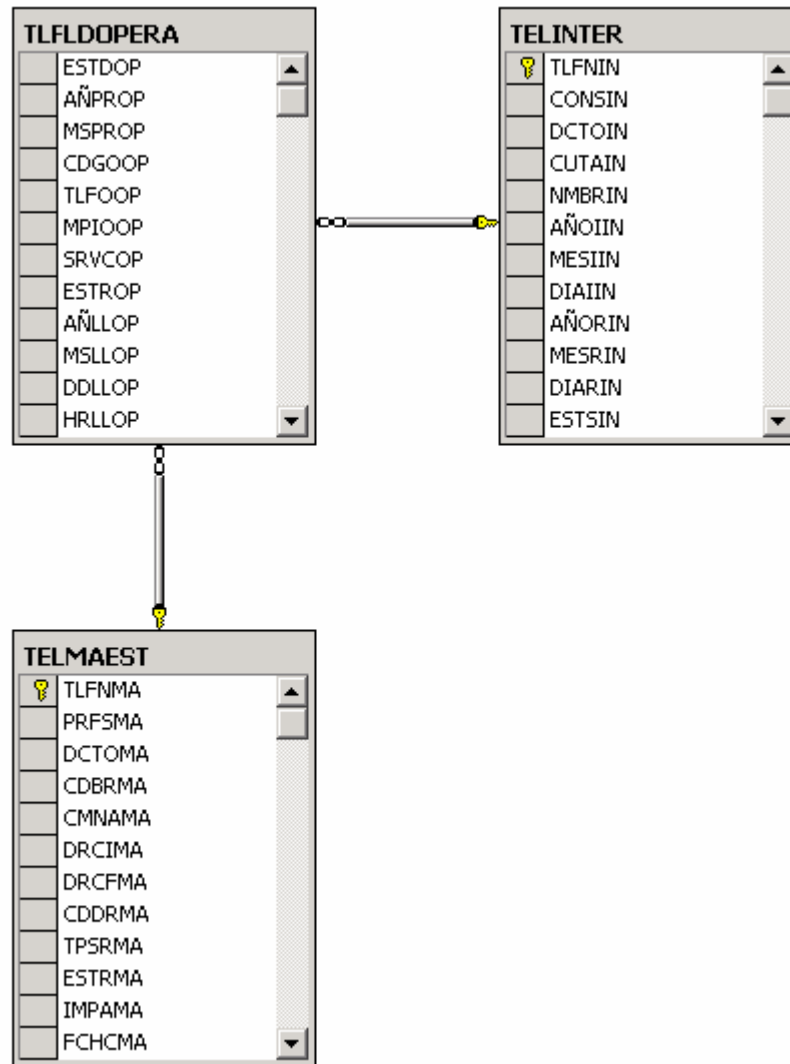 TLFLDOPERA
ESTDOP
AÑPROP
MSPROP
CDGOOP
TLFOOP
MPIOOP
SRVCOP
ESTROP
AÑLLOP
MSLLOP
DDLLOP
HRLLOP
TELINTER
TLFNIN
CONSIN
DCTOIN
CUTAIN
NMBRIN
AÑOIIN
MESIIN
DIAIIN
AÑORIN
MESRIN
DIARIN
ESTSIN
TELMAEST
TLFNMA
PRFSMA
DCTOMA
CDBRMA
CMNAMA
DRCIMA
DRCFMA
CDDRMA
TPSRMA
ESTRMA
IMPAMA
FCHCMA